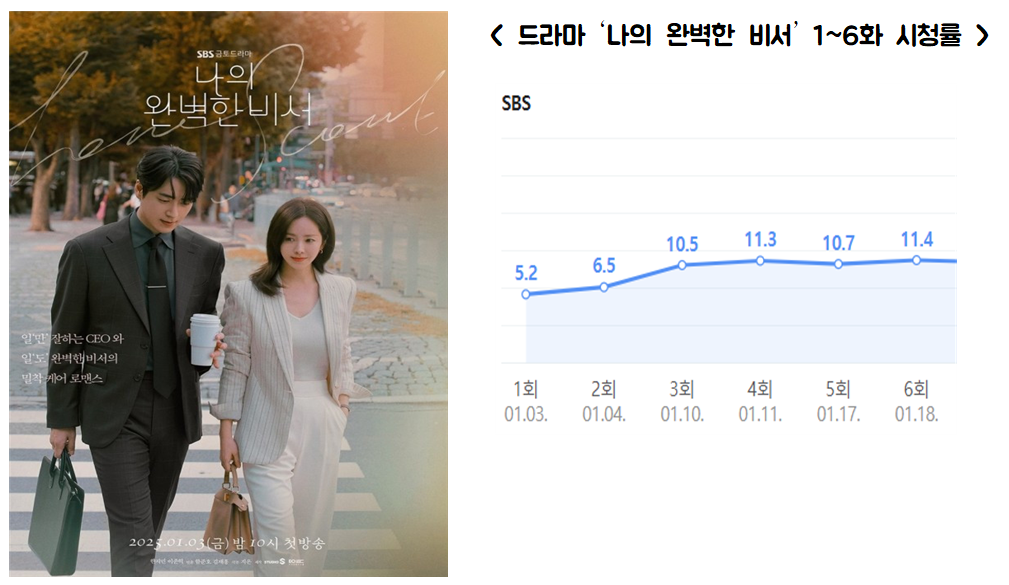 SBS 금토드라마
나의
완벽한 비서
일'만' 잘하는 CEO 와
일'도' 완벽한 비서의
밀착 케어 로맨스
2025.01.03(금) 밤 10시 첫방송
< 드라마 ‘나의 완벽한 비서’ 1~6화 시청률 >
SBS
5.2 6.5 10.5 11.3 10.7 11.4
1회 2회 3회 4회 5회 6회
01.03. 01.04. 01.10. 01.11. 01.17. 01.18.